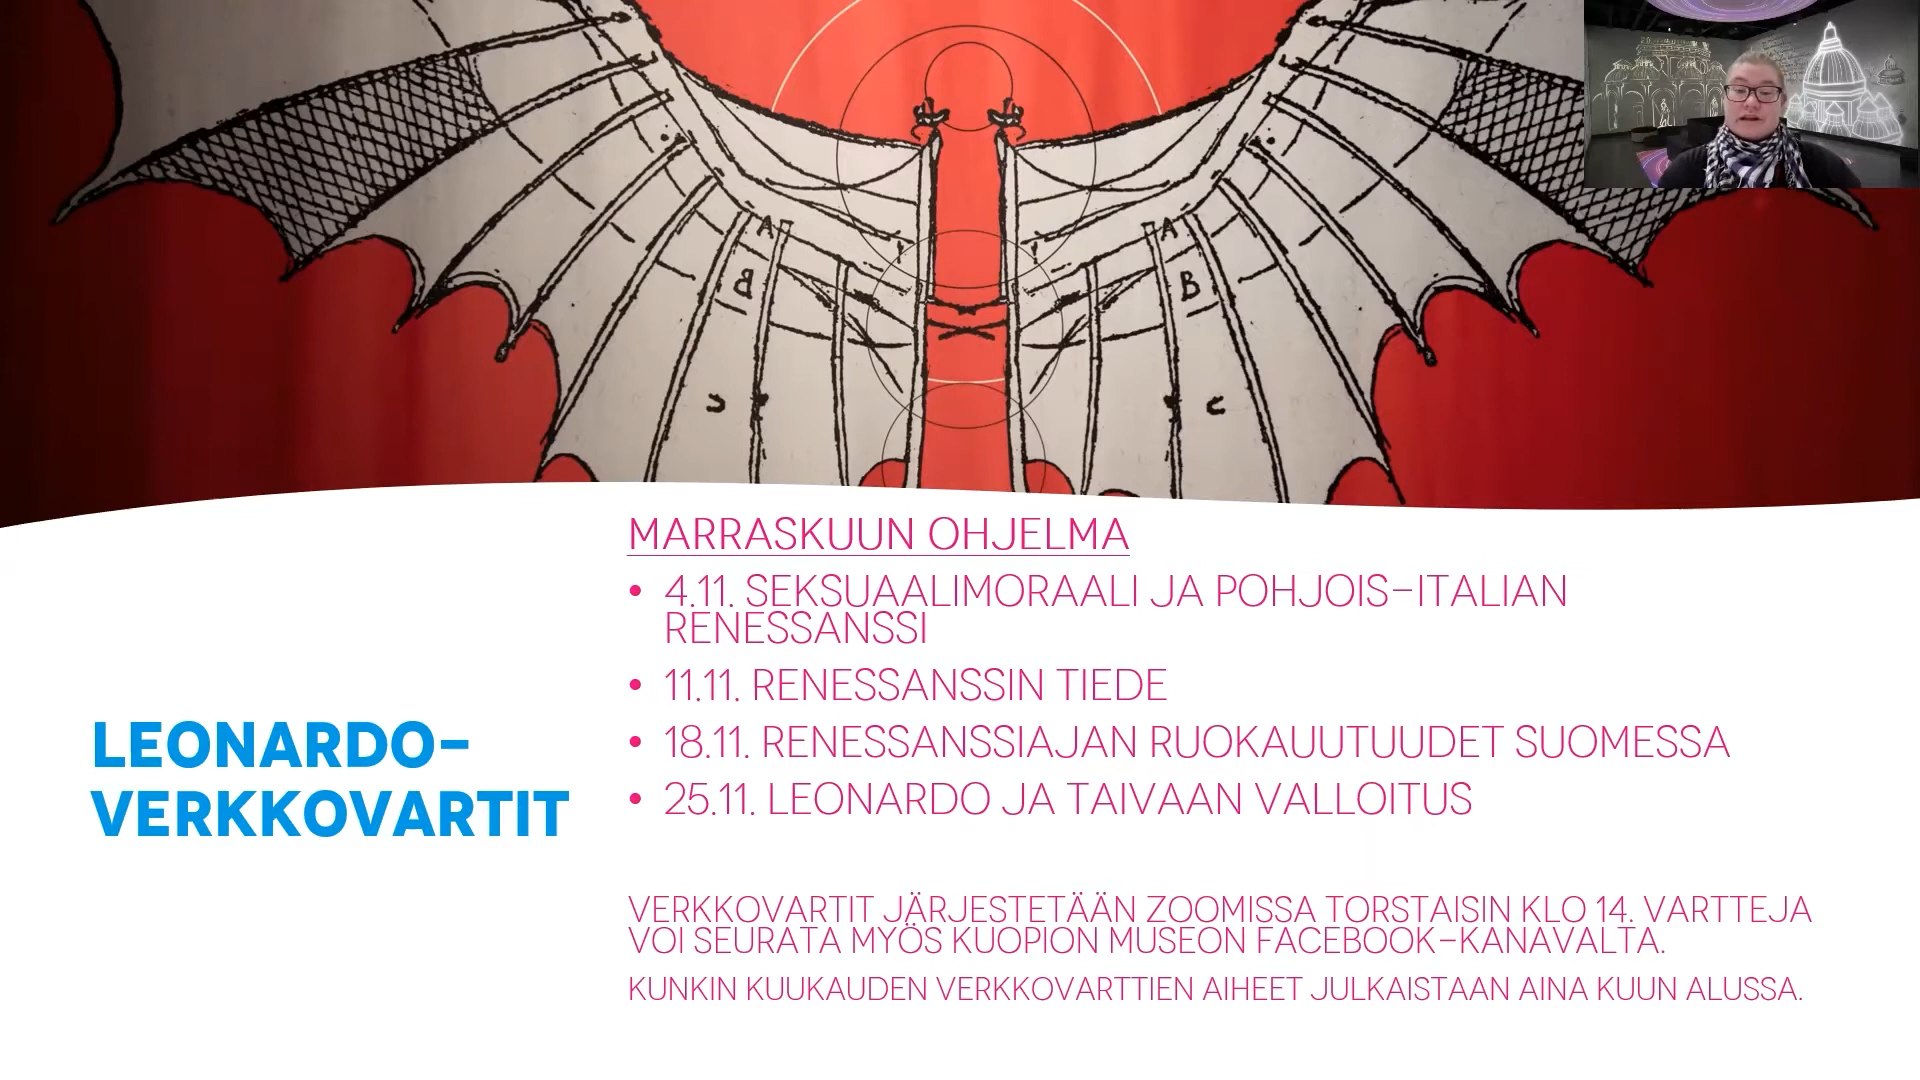 A
A
B
B
C
C
MARRASKUUN OHJELMA
• 4.11. SEKSUAALIMORAALI JA POHJOIS-ITALIAN
RENESSANSSI
• 11.11. RENESSANSSIN TIEDE
• 18.11. RENESSANSSIAJAN RUOKAUUTUUDET SUOMESSA
• 25.11. LEONARDO JA TAIVAAN VALLOITUS
LEONARDO-
VERKKOVARTIT
VERKKOVARTIT JÄRJESTETÄÄN ZOOMISSA TORSTAISIN KLO 14. VARTTEJA
VOI SEURATA MYÖS KUOPION MUSEON FACEBOOK-KANAVALTA.
KUNKIN KUUKAUDEN VERKKOVARTTIEN AIHEET JULKAISTAAN AINA KUUN ALUSSA.